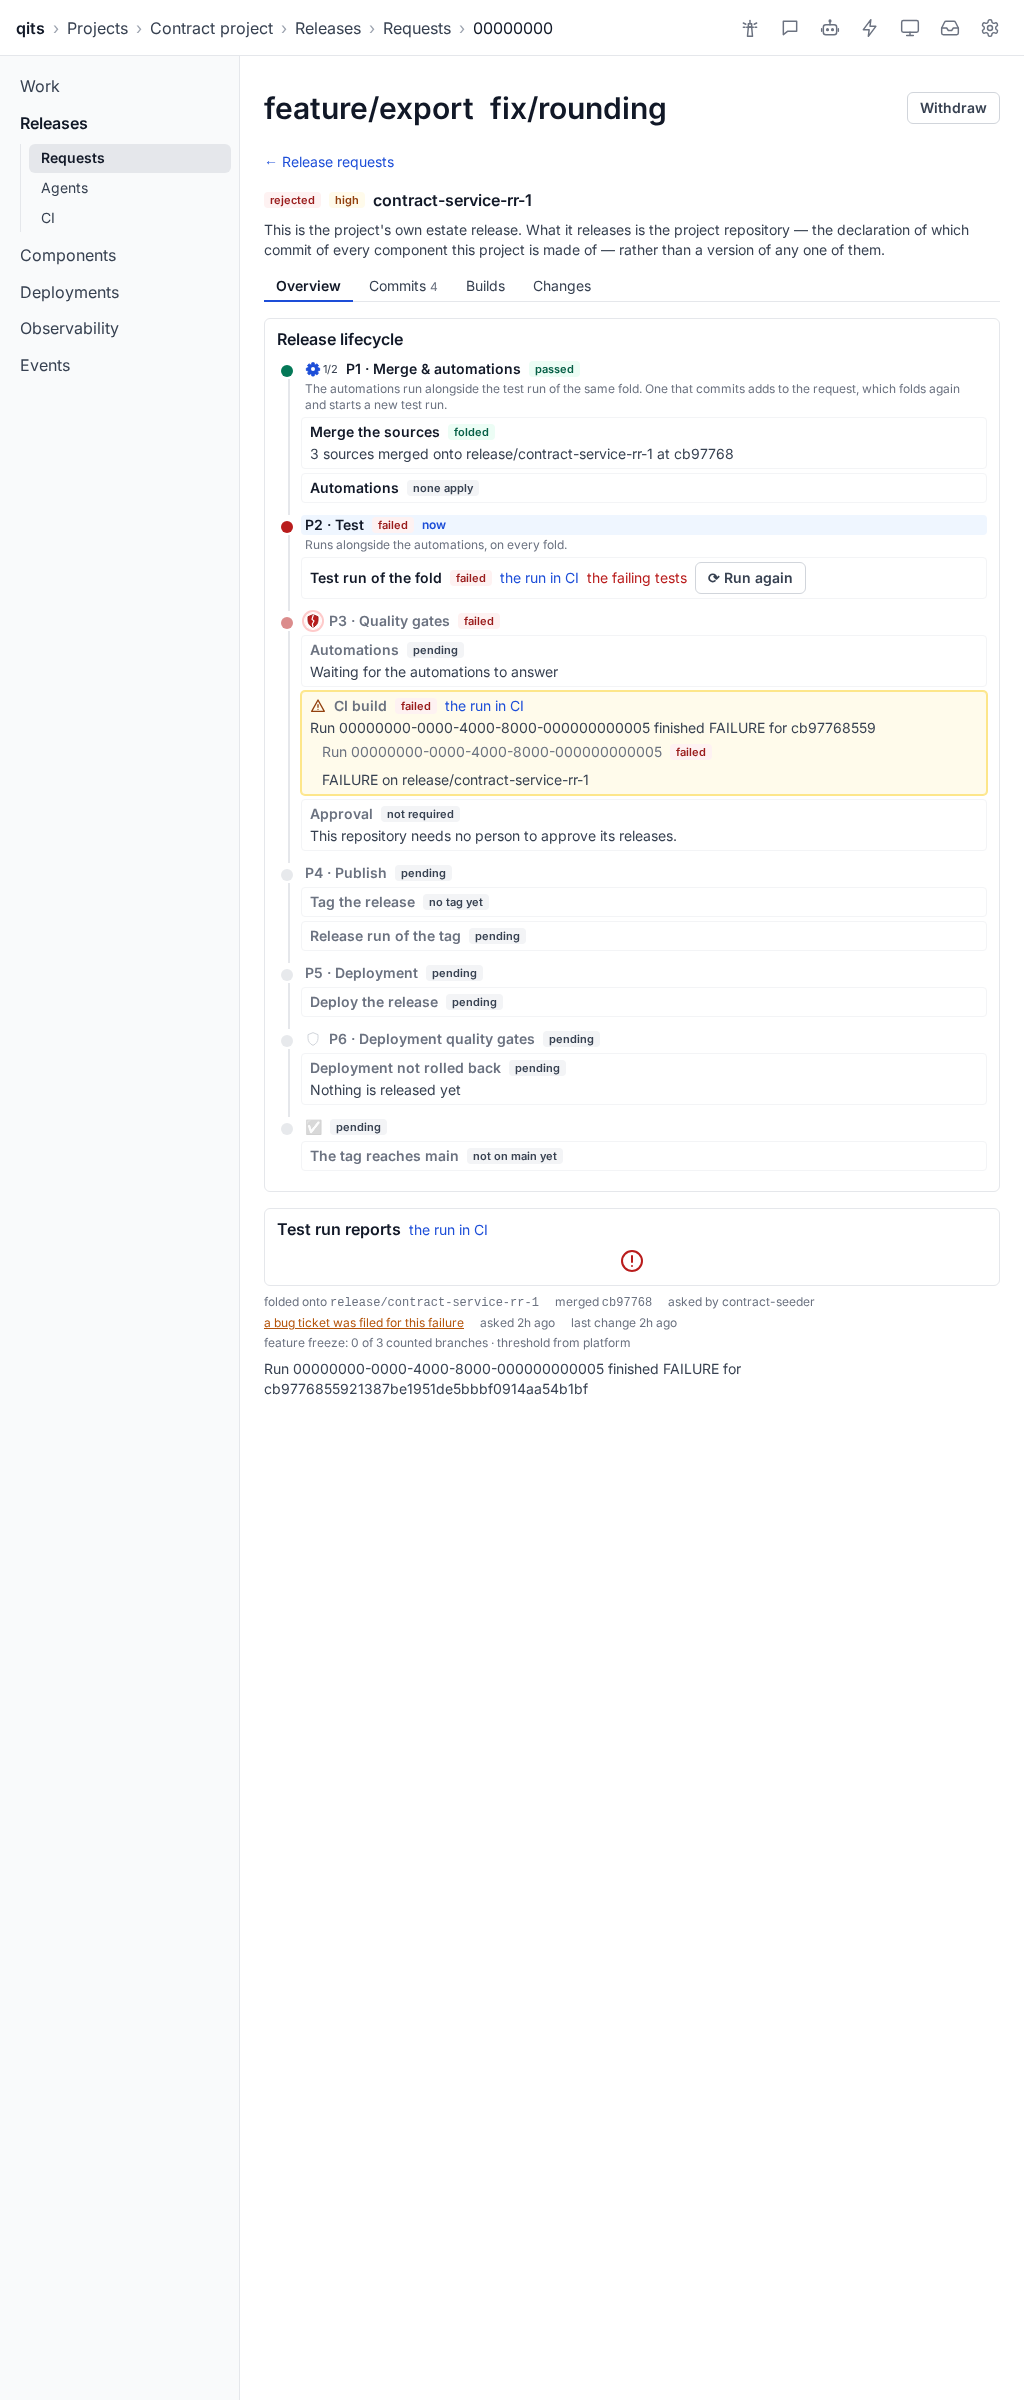 qits › Projects › Contract project › Releases › Requests › 00000000
Work
Releases
Requests
Agents
CI
Components
Deployments
Observability
Events
feature/export fix/rounding
Withdraw
← Release requests
rejected high contract-service-rr-1
This is the project's own estate release. What it releases is the project repository — the declaration of which
commit of every component this project is made of — rather than a version of any one of them.
Overview Commits 4 Builds Changes
Release lifecycle
1/2 P1 · Merge & automations passed
The automations run alongside the test run of the same fold. One that commits adds to the request, which folds again
and starts a new test run.
Merge the sources folded
3 sources merged onto release/contract-service-rr-1 at cb97768
Automations none apply
P2 · Test failed now
Runs alongside the automations, on every fold.
Test run of the fold failed the run in CI the failing tests ⟳ Run again
P3 · Quality gates failed
Automations pending
Waiting for the automations to answer
CI build failed the run in CI
Run 00000000-0000-4000-8000-000000000005 finished FAILURE for cb97768559
Run 00000000-0000-4000-8000-000000000005 failed
FAILURE on release/contract-service-rr-1
Approval not required
This repository needs no person to approve its releases.
P4 · Publish pending
Tag the release no tag yet
Release run of the tag pending
P5 · Deployment pending
Deploy the release pending
P6 · Deployment quality gates pending
Deployment not rolled back pending
Nothing is released yet
☑ pending
The tag reaches main not on main yet
Test run reports the run in CI
folded onto release/contract-service-rr-1 merged cb97768 asked by contract-seeder
a bug ticket was filed for this failure asked 2h ago last change 2h ago
feature freeze: 0 of 3 counted branches · threshold from platform
Run 00000000-0000-4000-8000-000000000005 finished FAILURE for
cb9776855921387be1951de5bbbf0914aa54b1bf